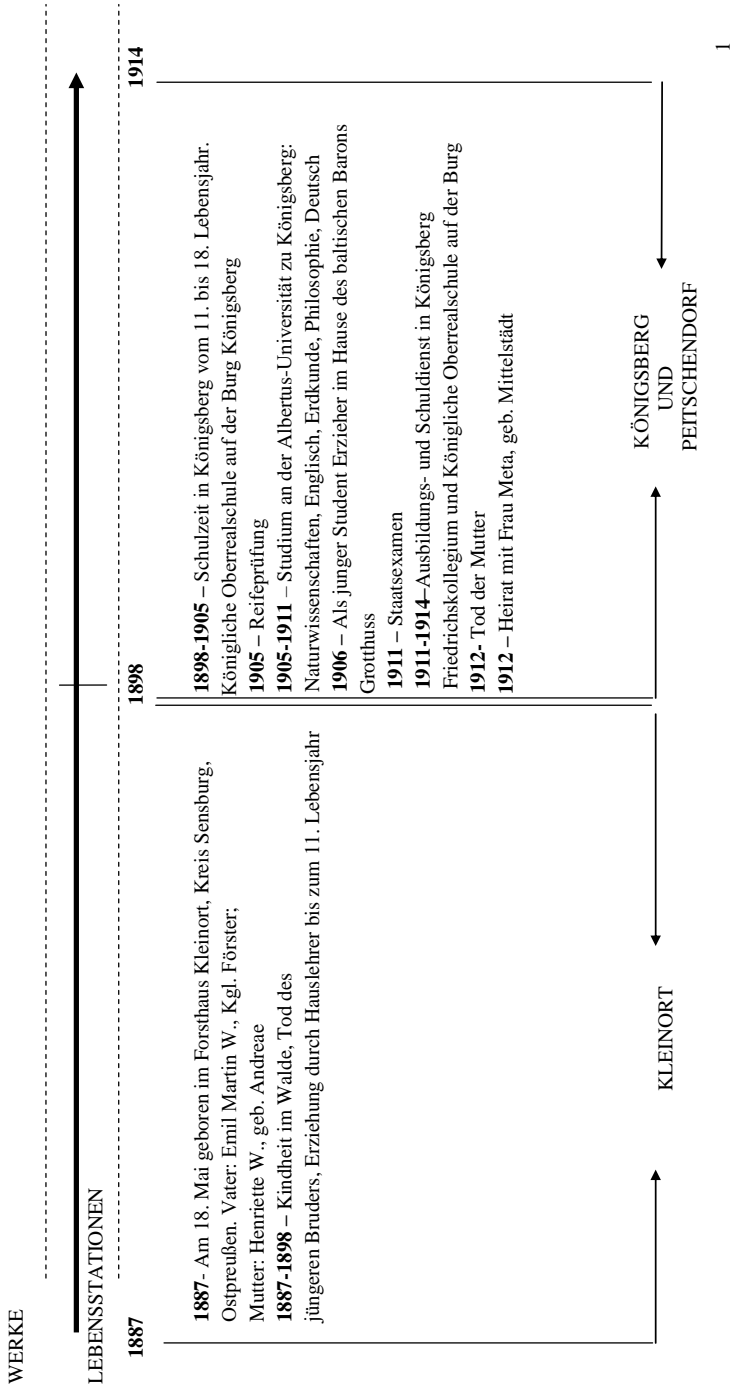 WERKE
LEBENSSTATIONEN
1887
1898
1914
1887- Am 18. Mai geboren im Forsthaus Kleinort, Kreis Sensburg,
Ostpreußen. Vater: Emil Martin W., Kgl. Förster;
Mutter: Henriette W., geb. Andreae
1887-1898 – Kindheit im Walde, Tod des
jüngeren Bruders, Erziehung durch Hauslehrer bis zum 11. Lebensjahr
1898-1905 – Schulzeit in Königsberg vom 11. bis 18. Lebensjahr.
Königliche Oberrealschule auf der Burg Königsberg
1905 – Reifeprüfung
1905-1911 – Studium an der Albertus-Universität zu Königsberg:
Naturwissenschaften, Englisch, Erdkunde, Philosophie, Deutsch
1906 – Als junger Student Erzieher im Hause des baltischen Barons
Grotthuss
1911 – Staatsexamen
1911-1914–Ausbildungs- und Schuldienst in Königsberg
Friedrichskollegium und Königliche Oberrealschule auf der Burg
1912- Tod der Mutter
1912 – Heirat mit Frau Meta, geb. Mittelstädt
KLEINORT
KÖNIGSBERG
UND
PEITSCHENDORF
1